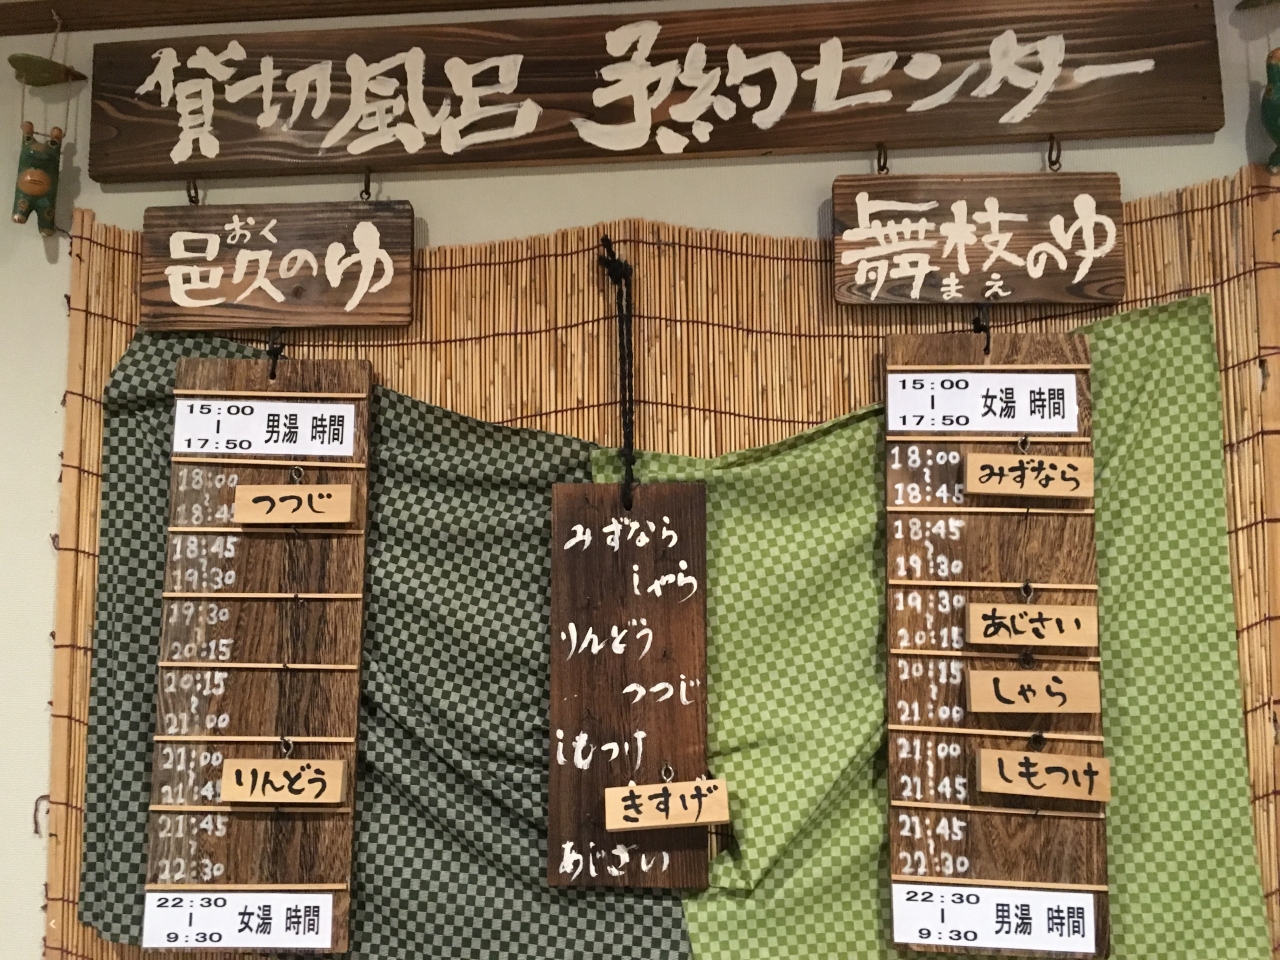 貸切風呂 予約センター
おく
邑久のゆ
舞枝のゆ
まえ
15:00
|
17:50
男湯 時間
18:00
~
18:45
つつじ
18:45
~
19:30
19:30
~
20:15
20:15
~
21:00
21:00
~
21:45
りんどう
21:45
~
22:30
22:30
|
9:30
女湯 時間
みずなら
しゃら
りんどう
つつじ
しもつけ
きすげ
あじさい
15:00
|
17:50
女湯 時間
18:00
~
18:45
みずなら
18:45
~
19:30
19:30
~
20:15
あじさい
20:15
~
21:00
しゃら
21:00
~
21:45
しもつけ
21:45
~
22:30
22:30
|
9:30
男湯 時間